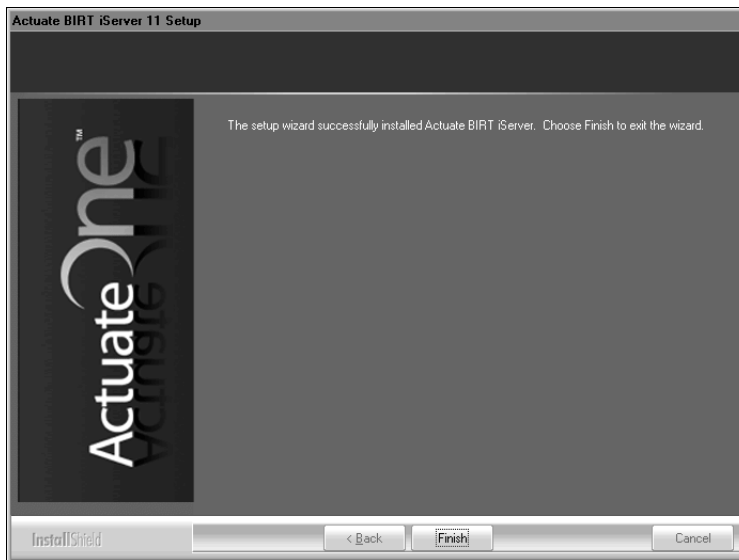 Actuate BIRT iServer 11 Setup
ActuateOne™
The setup wizard successfully installed Actuate BIRT iServer. Choose Finish to exit the wizard.
InstallShield
< Back
Finish
Cancel